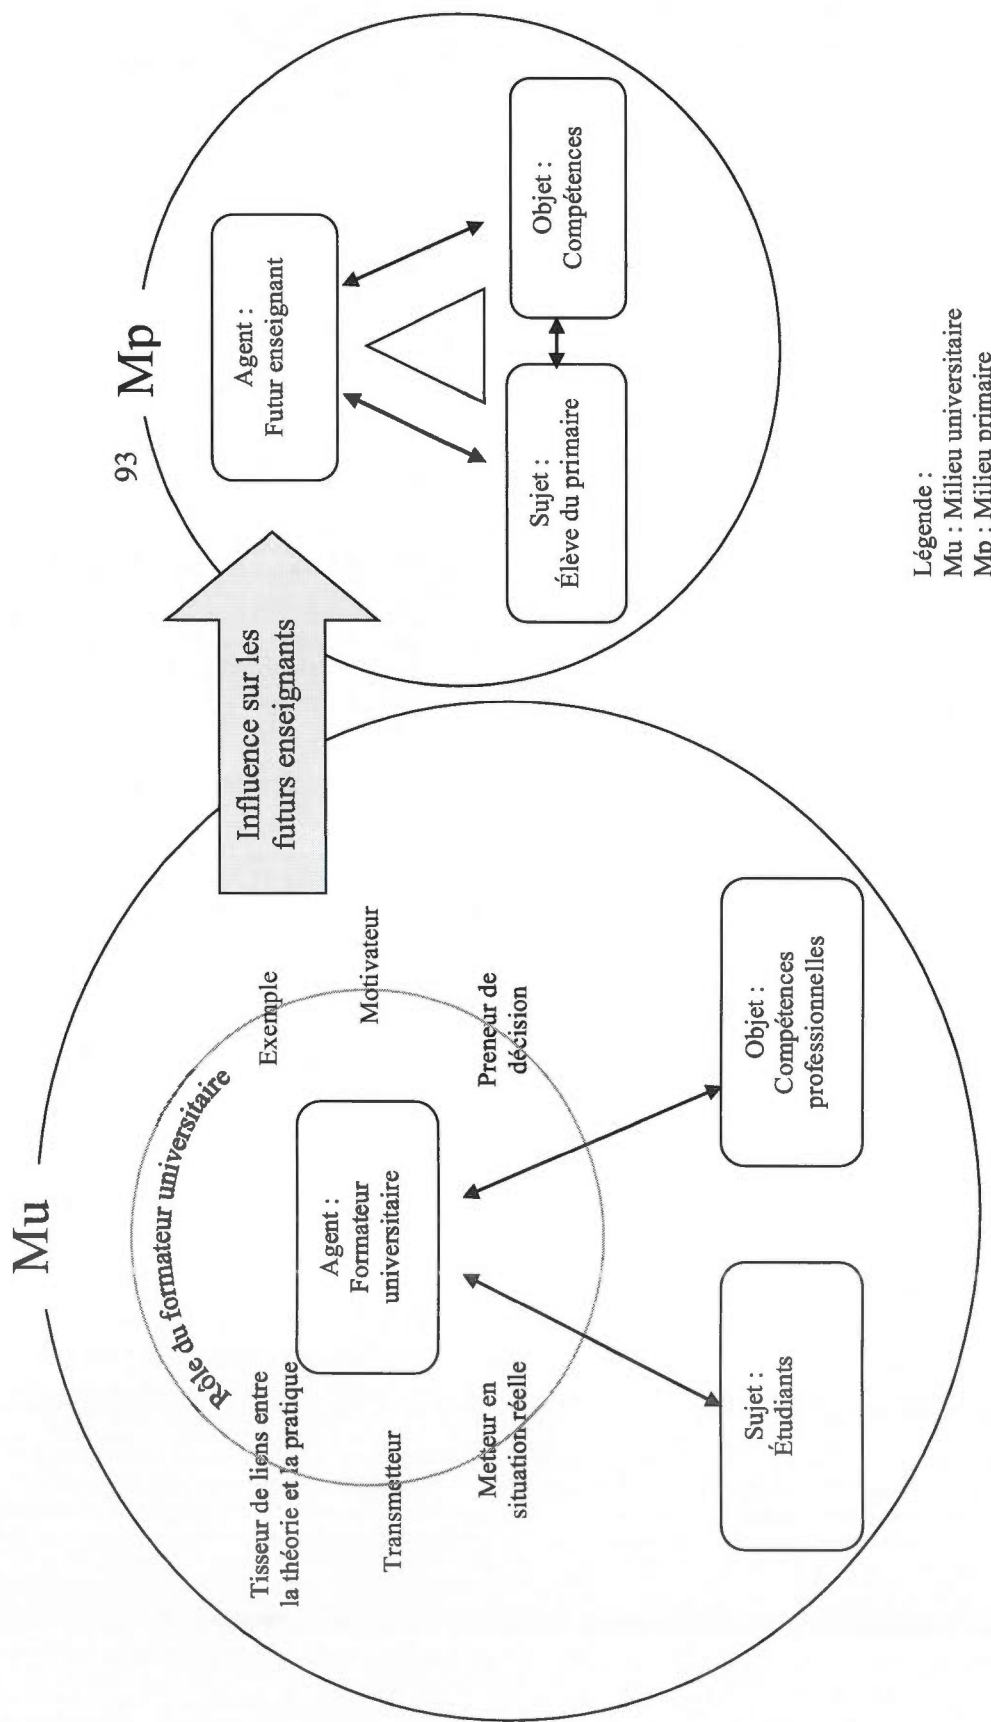 93
Mu
Rôle du formateur universitaire
Tisseur de liens entre
la théorie et la pratique
Transmetteur
Metteur en
situation réelle
Exemple
Motivateur
Preneur de
décision
Agent :
Formateur
universitaire
Sujet :
Étudiants
Objet :
Compétences
professionnelles
Influence sur les
futurs enseignants
Mp
Agent :
Futur enseignant
Sujet :
Élève du primaire
Objet :
Compétences
Légende :
Mu : Milieu universitaire
Mp : Milieu primaire